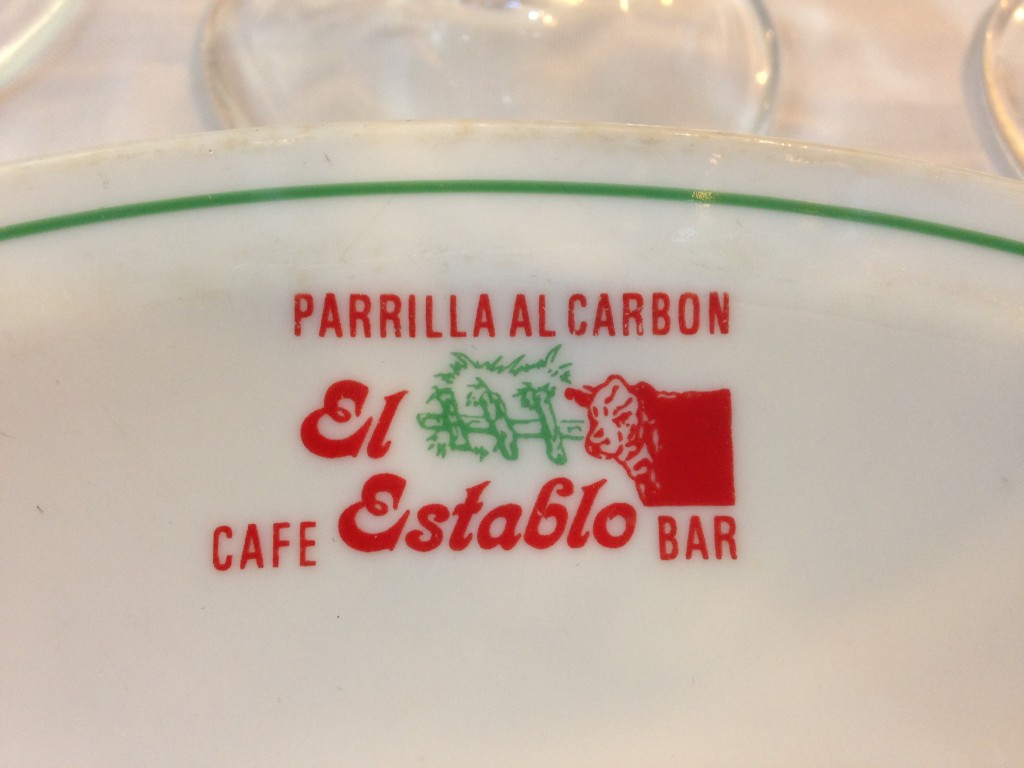 PARRILLA AL CARBON
El
Establo
CAFE BAR